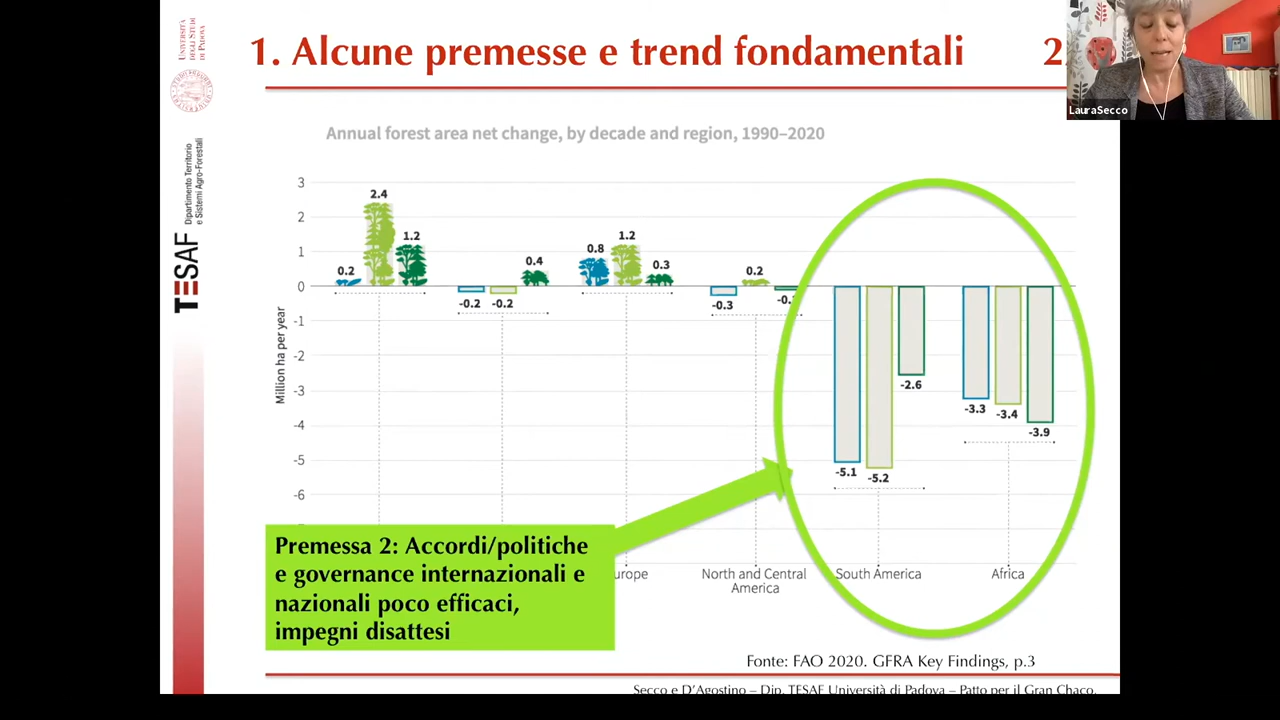 UNIVERSITÀ
DEGLI STUDI
DI PADOVA
1. Alcune premesse e trend fondamentali
LauraSecco
Annual forest area net change, by decade and region, 1990–2020
Dipartimento Territorio
e Sistemi Agro-Forestali
TESAF
Million ha per year
3
2
1
0
-1
-2
-3
-4
-5
-6
0.2
2.4
1.2
-0.2
-0.2
0.4
0.8
1.2
0.3
-0.3
0.2
-5.1
-5.2
-2.6
-3.3
-3.4
-3.9
North and Central
America
South America
Africa
Premessa 2: Accordi/politiche
e governance internazionali e
nazionali poco efficaci,
impegni disattesi
Fonte: FAO 2020. GFRA Key Findings, p.3
Secco e D'Agostino – Dip. TESAF Università di Padova – Patto per il Gran Chaco.